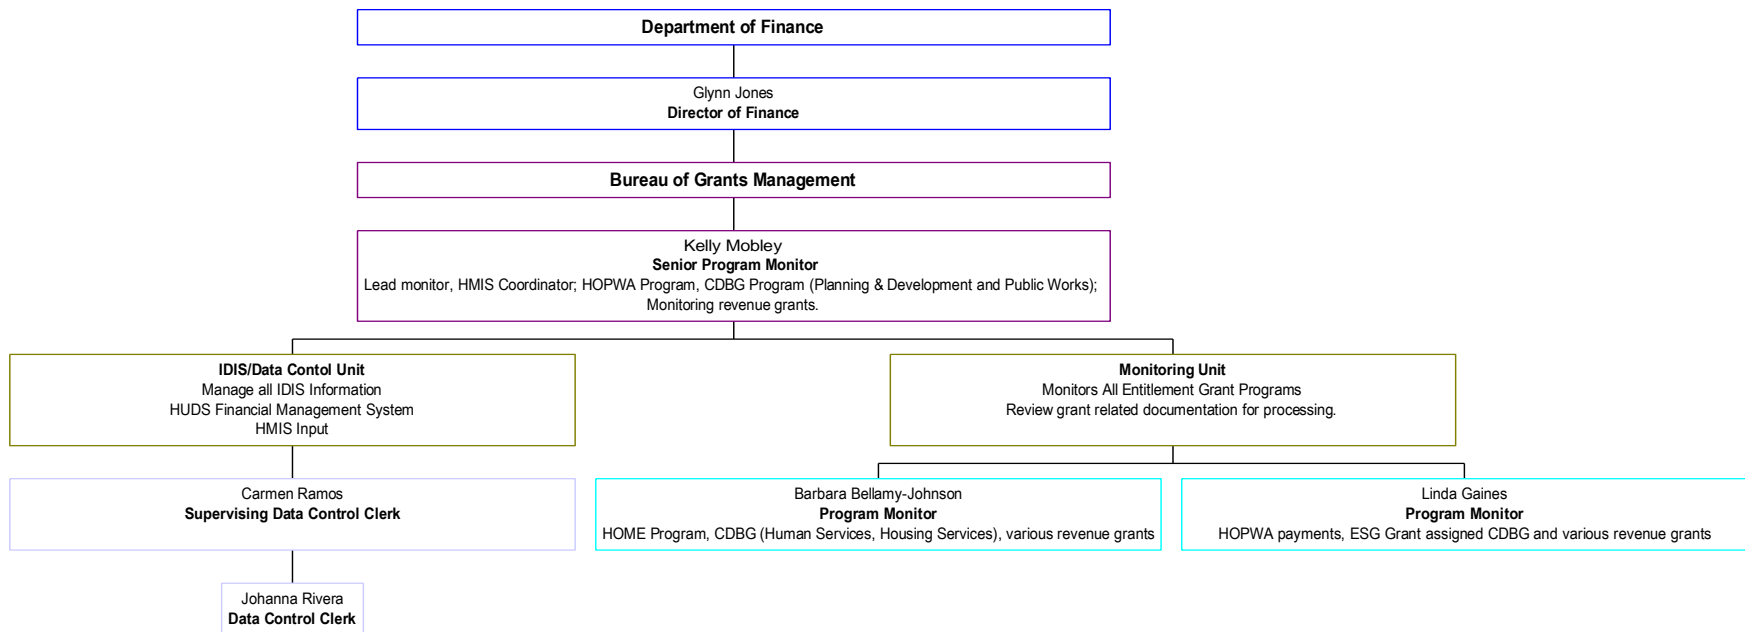 Department of Finance
Glynn Jones
Director of Finance
Bureau of Grants Management
Kelly Mobley
Senior Program Monitor
Lead monitor, HMIS Coordinator; HOPWA Program, CDBG Program (Planning & Development and Public Works);
Monitoring revenue grants.
IDIS/Data Contol Unit
Manage all IDIS Information
HUDS Financial Management System
HMIS Input
Monitoring Unit
Monitors All Entitlement Grant Programs
Review grant related documentation for processing.
Carmen Ramos
Supervising Data Control Clerk
Barbara Bellamy-Johnson
Program Monitor
HOME Program, CDBG (Human Services, Housing Services), various revenue grants
Linda Gaines
Program Monitor
HOPWA payments, ESG Grant assigned CDBG and various revenue grants
Johanna Rivera
Data Control Clerk